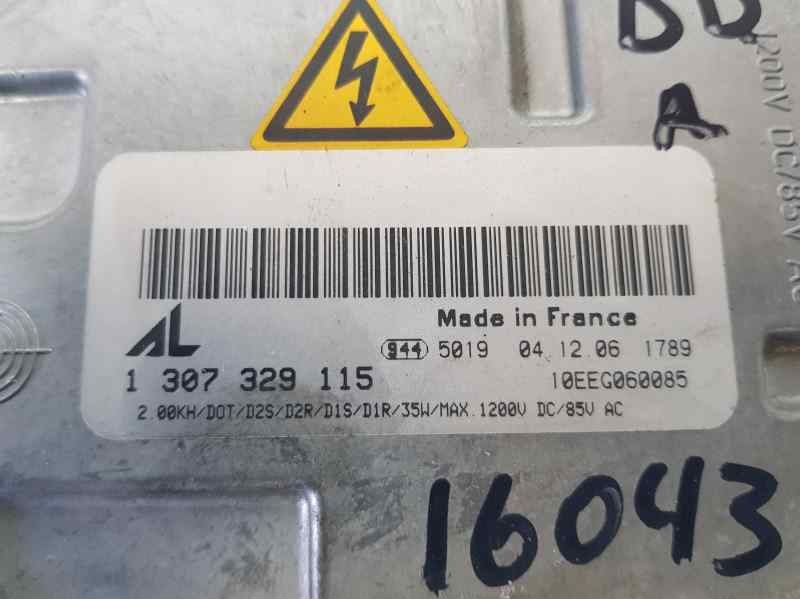 A
1200V DC/85V AC
AL
Made in France
944 5019 04.12.06 1789
1 307 329 115
10EEG060085
2.00KH/DOT/D2S/D2R/D1S/D1R/35W/MAX.1200V DC/85V AC
16043